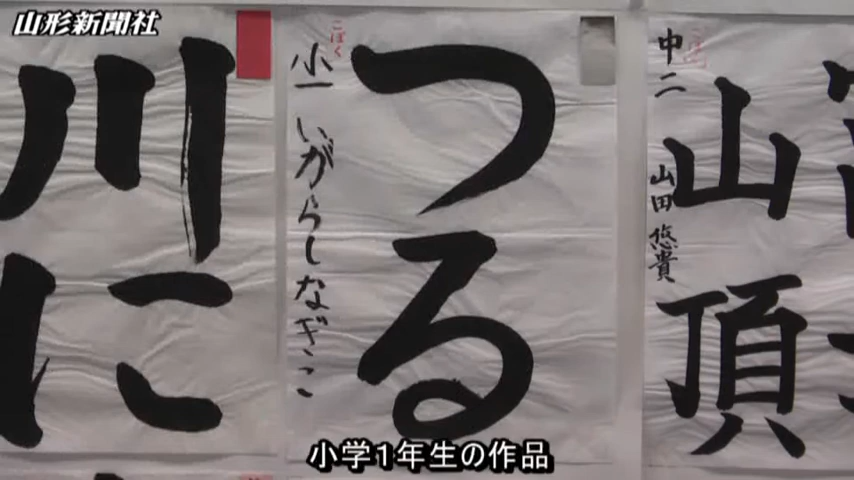 山形新聞社
川に
こぼく
小一 いがらしなぎこ
つる
中二 山田悠貴
山頂
小学1年生の作品